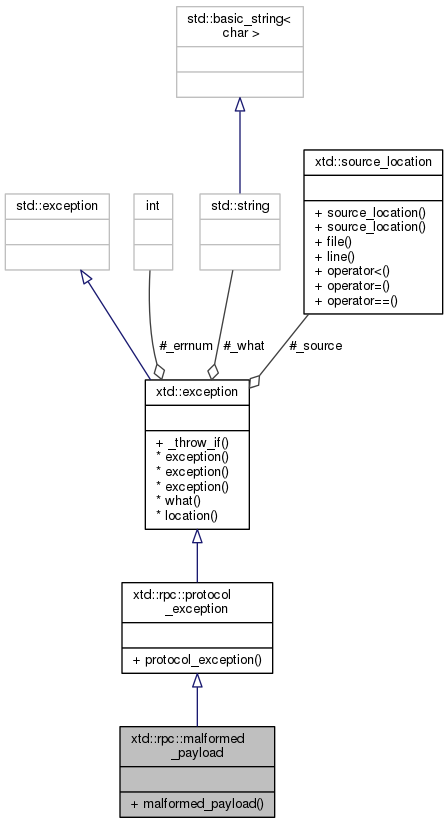 std::basic_string<
char >
xtd::source_location
+ source_location()
+ source_location()
+ file()
+ line()
+ operator<()
+ operator=()
+ operator==()
std::exception
int
std::string
#_errnum
#_what
#_source
xtd::exception
+ _throw_if()
* exception()
* exception()
* exception()
* what()
* location()
xtd::rpc::protocol
_exception
+ protocol_exception()
xtd::rpc::malformed
_payload
+ malformed_payload()